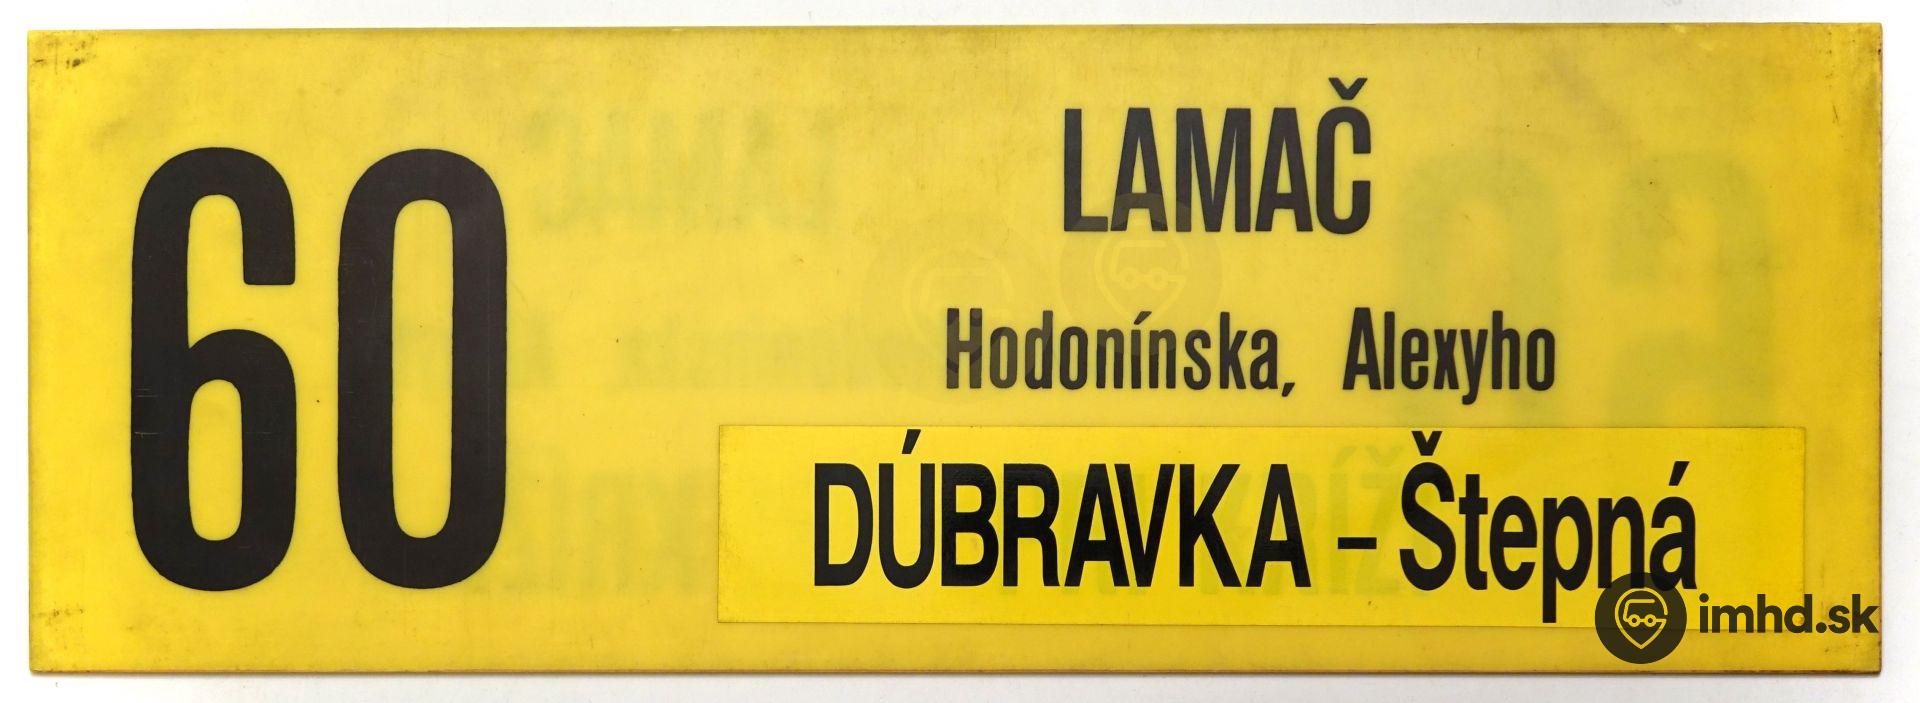 60
LAMAČ
Hodonínska, Alexyho
DÚBRAVKA – Štepná
imhd.sk